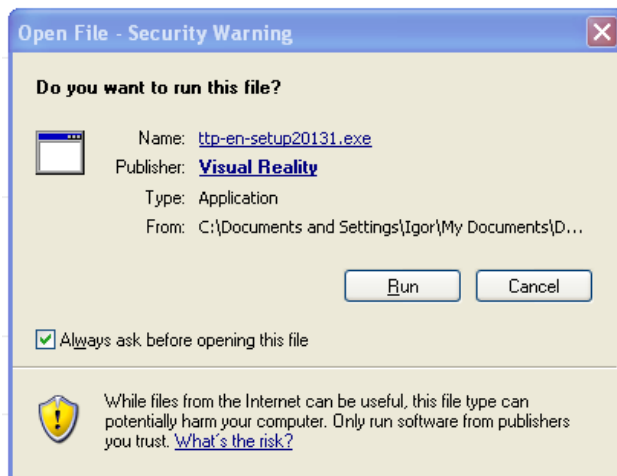 Open File - Security Warning
Do you want to run this file?
Name: ttp-en-setup20131.exe
Publisher: Visual Reality
Type: Application
From: C:\Documents and Settings\Igor\My Documents\D...
Run Cancel
Always ask before opening this file
While files from the Internet can be useful, this file type can
potentially harm your computer. Only run software from publishers
you trust. What's the risk?